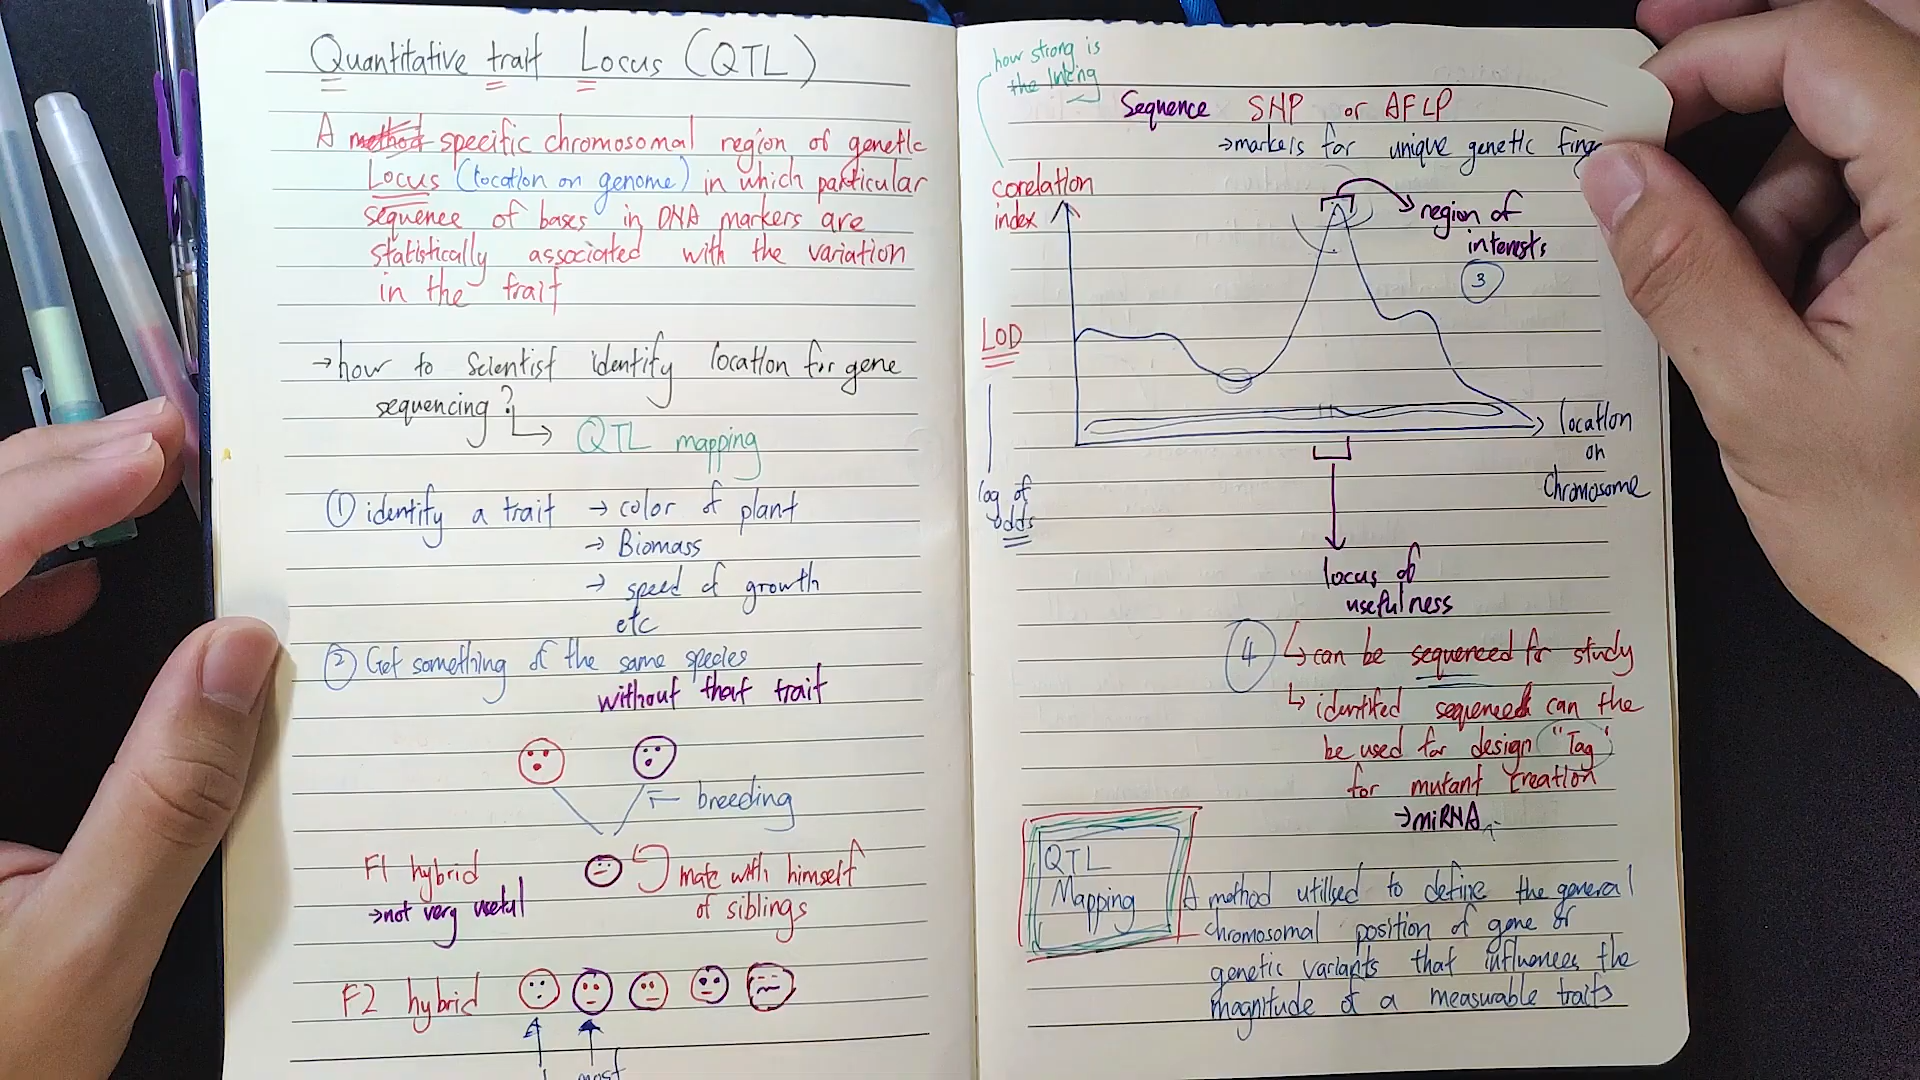 Quantitative trait Locus (QTL)
A method specific chromosomal region of genetic
Locus (location on genome) in which particular
sequence of bases in DNA markers are
statistically associated with the variation
in the trait
→ how to Scientist identify location for gene
sequencing?
→ QTL mapping
① identify a trait → color of plant
→ Biomass
→ speed of growth
etc
② Get something of the same species
without that trait
← breeding
F1 hybrid
→ not very useful
mate with himself
of siblings
F2 hybrid
most
how strong is
the linking
Sequence SNP or AFLP
→ markers for unique genetic
corelation
index
region of
interests
③
LOD
log of
odds
location
on
chromosome
locus of
usefulness
④ ↳ can be sequenced for study
↳ identified sequenced can the
be used for design "Tag"
for mutant creation
→ miRNA
QTL
Mapping
A method utilised to define the general
chromosomal position of gene or
genetic variants that influences the
magnitude of a measurable traits